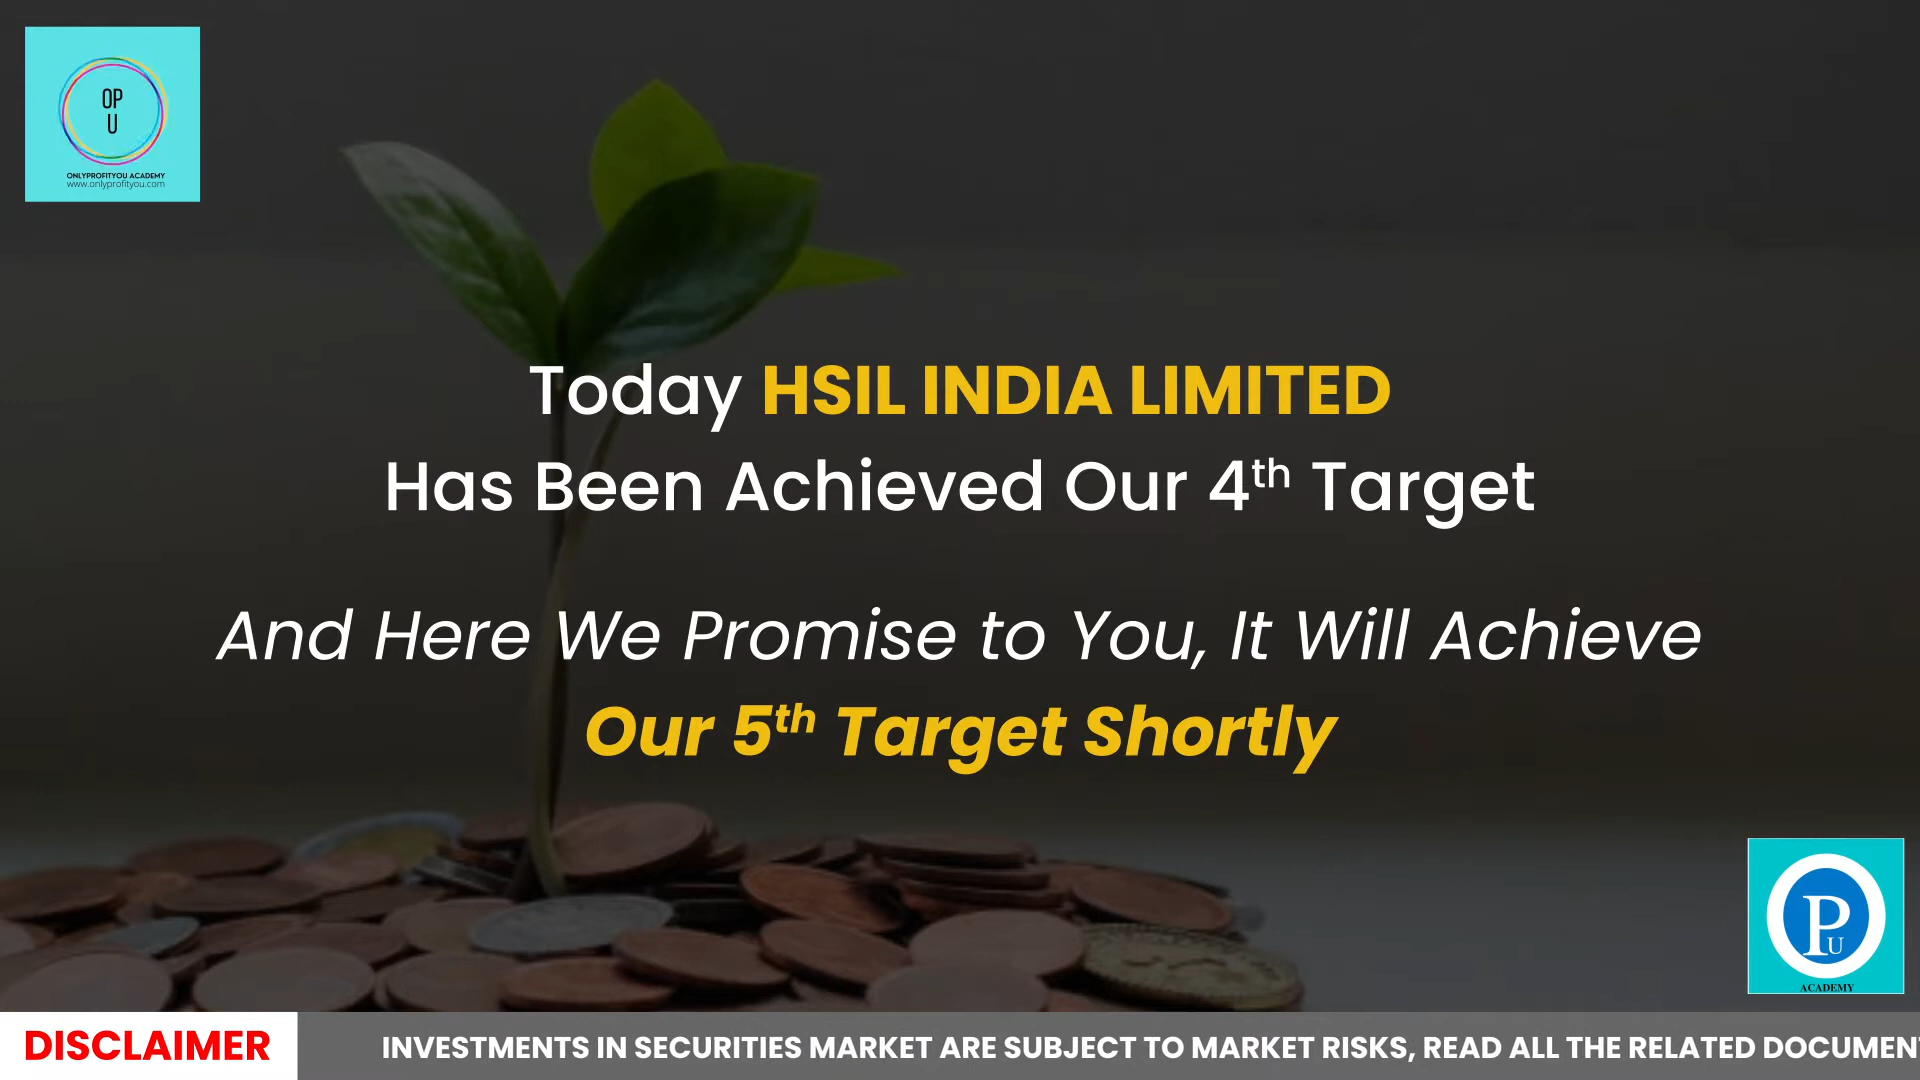 OP
U
ONLYPROFITYOU ACADEMY
www.onlyprofityou.com
Today HSIL INDIA LIMITED
Has Been Achieved Our 4th Target
And Here We Promise to You, It Will Achieve
Our 5th Target Shortly
PU
ACADEMY
DISCLAIMER
INVESTMENTS IN SECURITIES MARKET ARE SUBJECT TO MARKET RISKS, READ ALL THE RELATED DOCUMEN